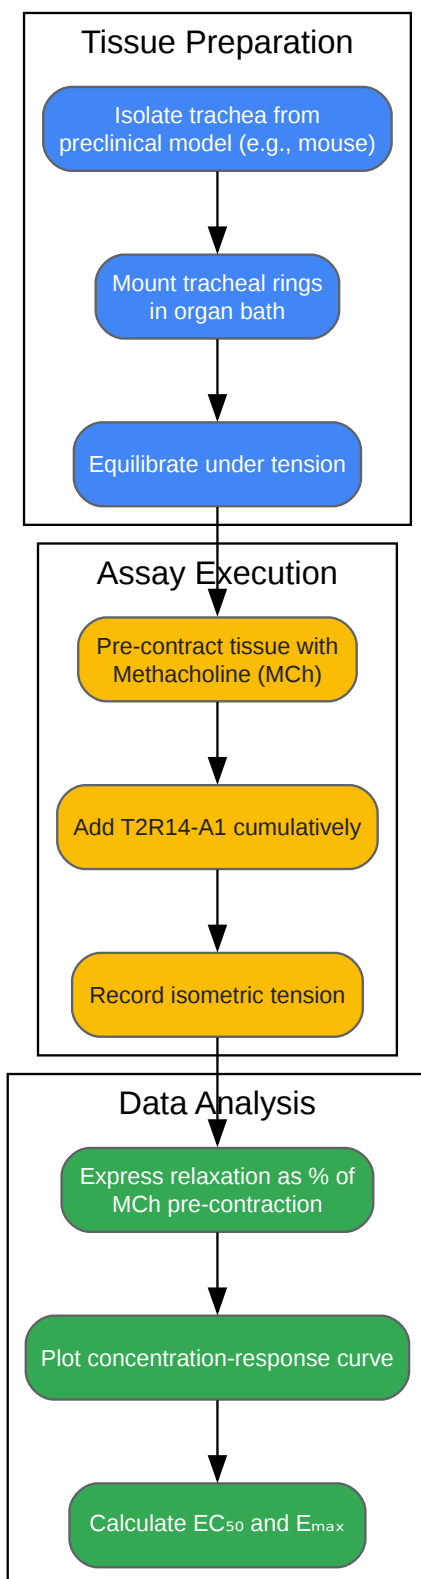 Tissue Preparation
Isolate trachea from
preclinical model (e.g., mouse)
Mount tracheal rings
in organ bath
Equilibrate under tension
Assay Execution
Pre-contract tissue with
Methacholine (MCh)
Add T2R14-A1 cumulatively
Record isometric tension
Data Analysis
Express relaxation as % of
MCh pre-contraction
Plot concentration-response curve
Calculate EC₅₀ and Eₘₐₓ